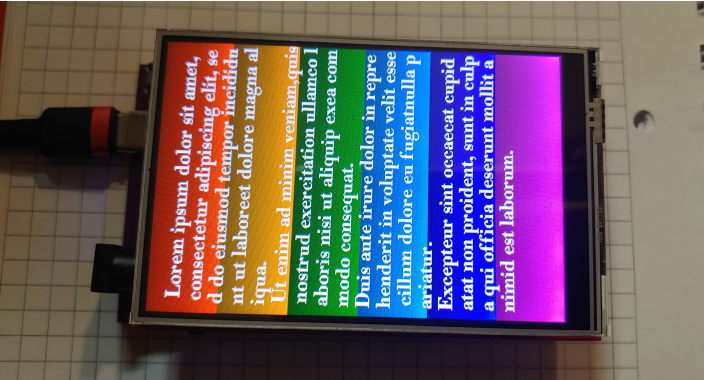 Lorem ipsum dolor sit amet,
consectetur adipiscing elit, se
d do eiusmod tempor incididu
nt ut laboreet dolore magna al
iqua.
Ut enim ad minim veniam,quis
nostrud exercitation ullamco l
aboris nisi ut aliquip exea com
modo consequat.
Duis aute irure dolor in repre
henderit in voluptate velit esse
cillum dolore eu fugiatnulla p
ariatur.
Excepteur sint occaecat cupid
atat non proident, sunt in culp
a qui officia deserunt mollit a
nimid est laborum.